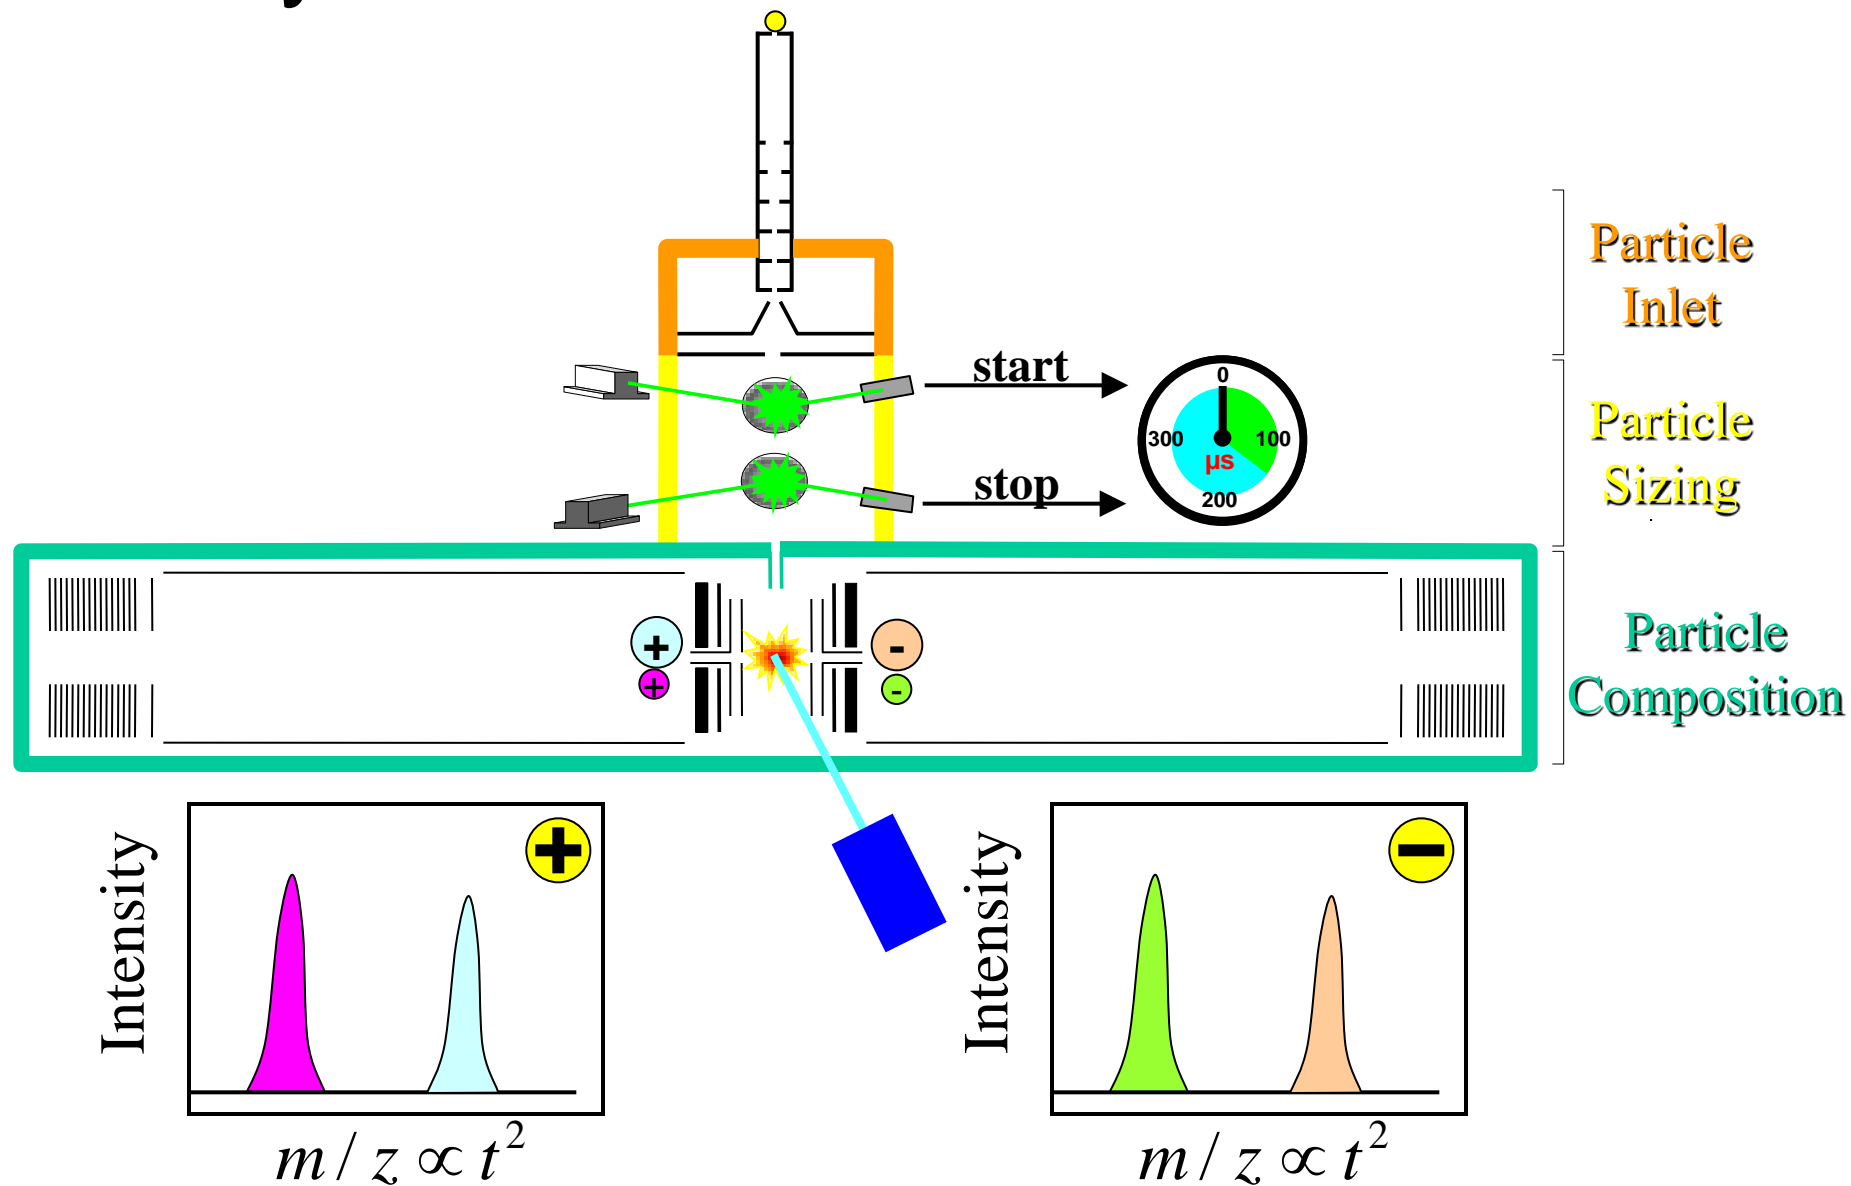 Particle
Inlet
start
0
300
100
µs
200
stop
Particle
Sizing
+
+
-
-
Particle
Composition
Intensity
+
m / z ∝ t²
Intensity
−
m / z ∝ t²